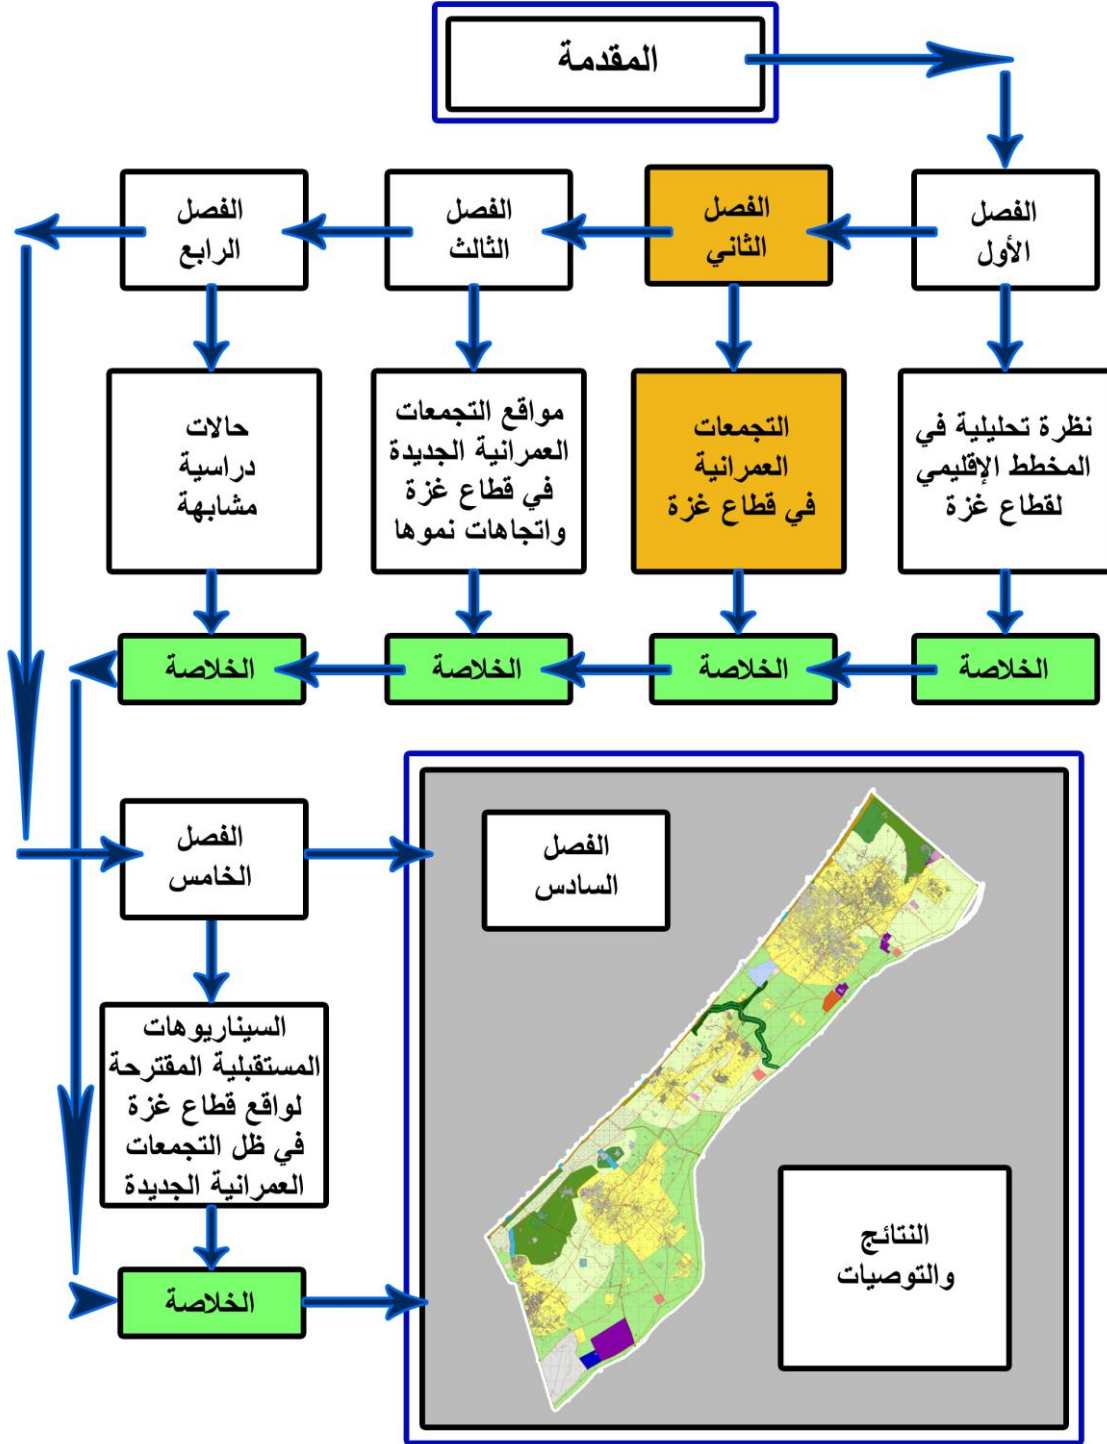 المقدمة
الفصل
الأول
الفصل
الثاني
الفصل
الثالث
الفصل
الرابع
نظرة تحليلية في
المخطط الإقليمي
لقطاع غزة
التجمعات
العمرانية
في قطاع غزة
مواقع التجمعات
العمرانية الجديدة
في قطاع غزة
واتجاهات نموها
حالات
دراسية
مشابهة
الخلاصة
الخلاصة
الخلاصة
الخلاصة
الفصل
الخامس
السيناريوهات
المستقبلية المقترحة
لواقع قطاع غزة
في ظل التجمعات
العمرانية الجديدة
الخلاصة
الفصل
السادس
النتائج
والتوصيات